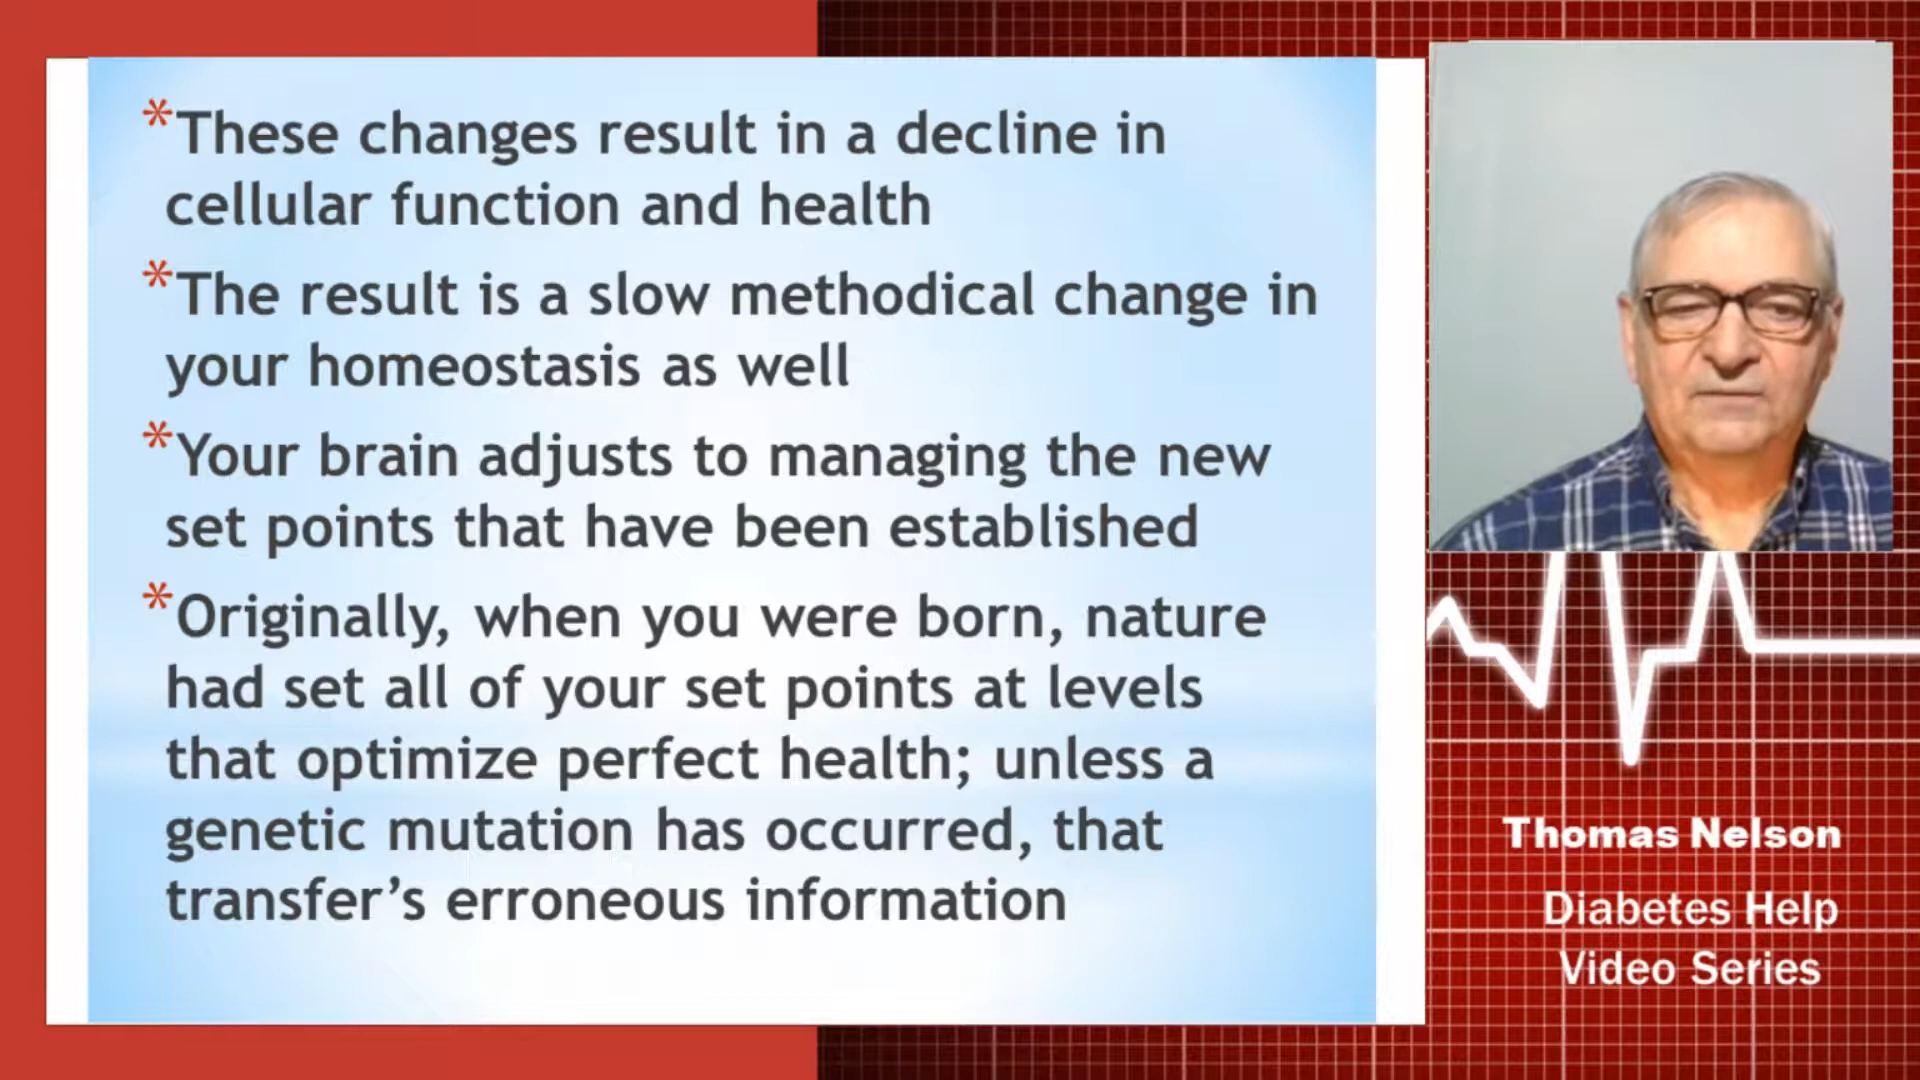 *These changes result in a decline in
cellular function and health
*The result is a slow methodical change in
your homeostasis as well
*Your brain adjusts to managing the new
set points that have been established
*Originally, when you were born, nature
had set all of your set points at levels
that optimize perfect health; unless a
genetic mutation has occurred, that
transfer’s erroneous information
Thomas Nelson
Diabetes Help
Video Series